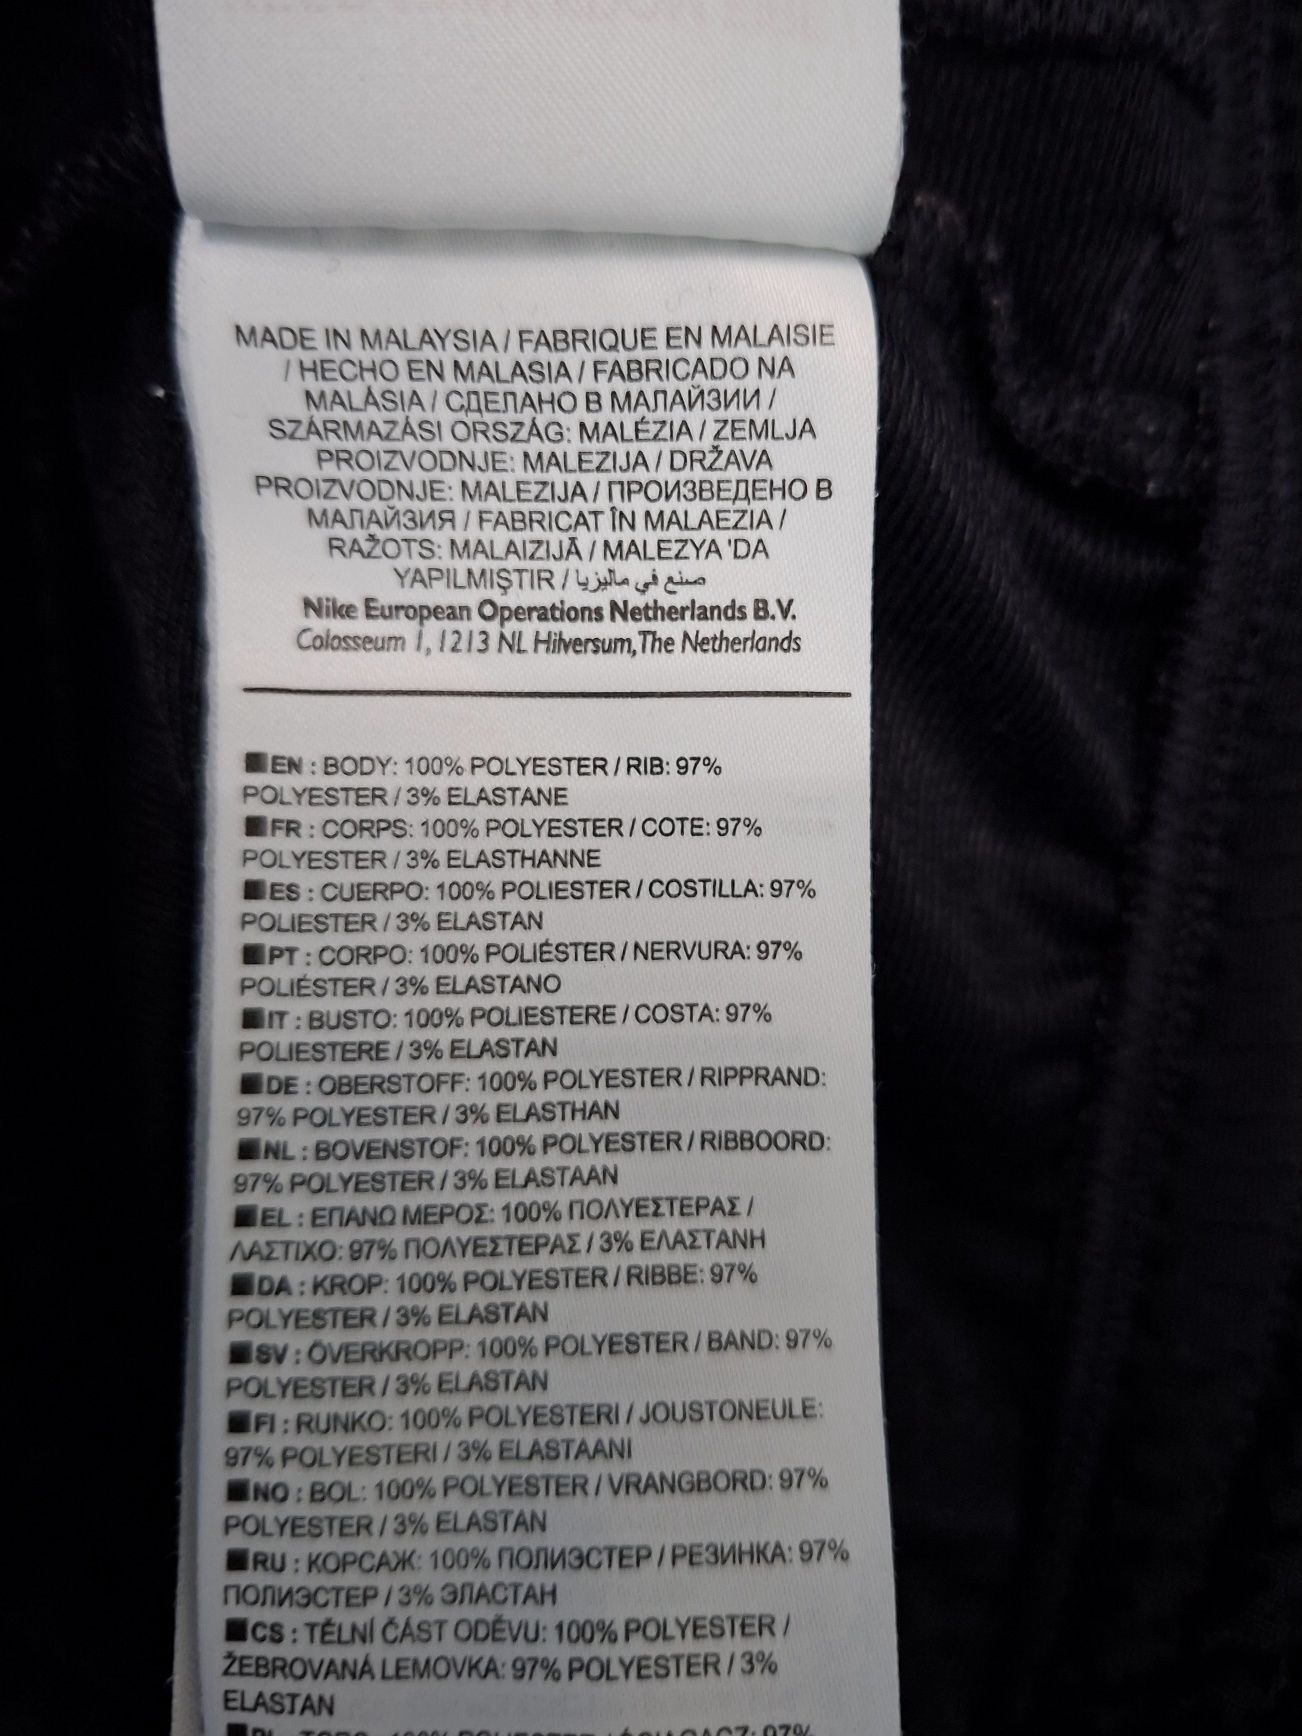 MADE IN MALAYSIA / FABRIQUE EN MALAISIE
/ HECHO EN MALASIA / FABRICADO NA
MALÁSIA / СДЕЛАНО В МАЛАЙЗИИ /
SZÁRMAZÁSI ORSZÁG: MALÉZIA / ZEMLJA
PROIZVODNJE: MALEZIJA / DRŽAVA
PROIZVODNJE: MALEZIJA / ПРОИЗВЕДЕНО В
МАЛАЙЗИЯ / FABRICAT ÎN MALAEZIA /
RAŽOTS: MALAIZIJĀ / MALEZYA 'DA
YAPILMIŞTIR / صنع في ماليزيا
Nike European Operations Netherlands B.V.
Colosseum 1, 1213 NL Hilversum, The Netherlands
EN : BODY: 100% POLYESTER / RIB: 97%
POLYESTER / 3% ELASTANE
FR : CORPS: 100% POLYESTER / COTE: 97%
POLYESTER / 3% ELASTHANNE
ES : CUERPO: 100% POLIESTER / COSTILLA: 97%
POLIESTER / 3% ELASTAN
PT : CORPO: 100% POLIÉSTER / NERVURA: 97%
POLIÉSTER / 3% ELASTANO
IT : BUSTO: 100% POLIESTERE / COSTA: 97%
POLIESTERE / 3% ELASTAN
DE : OBERSTOFF: 100% POLYESTER / RIPPRAND:
97% POLYESTER / 3% ELASTHAN
NL : BOVENSTOF: 100% POLYESTER / RIBBOORD:
97% POLYESTER / 3% ELASTAAN
EL : ΕΠΑΝΩ ΜΕΡΟΣ: 100% ΠΟΛΥΕΣΤΕΡΑΣ /
ΛΑΣΤΙΧΟ: 97% ΠΟΛΥΕΣΤΕΡΑΣ / 3% ΕΛΑΣΤΑΝΗ
DA : KROP: 100% POLYESTER / RIBBE: 97%
POLYESTER / 3% ELASTAN
SV : ÖVERKROPP: 100% POLYESTER / BAND: 97%
POLYESTER / 3% ELASTAN
FI : RUNKO: 100% POLYESTERI / JOUSTONEULE:
97% POLYESTERI / 3% ELASTAANI
NO : BOL: 100% POLYESTER / VRANGBORD: 97%
POLYESTER / 3% ELASTAN
RU : КОРСАЖ: 100% ПОЛИЭСТЕР / РЕЗИНКА: 97%
ПОЛИЭСТЕР / 3% ЭЛАСТАН
CS : TĚLNÍ ČÁST ODĚVU: 100% POLYESTER /
ŽEBROVANÁ LEMOVKA: 97% POLYESTER / 3%
ELASTAN